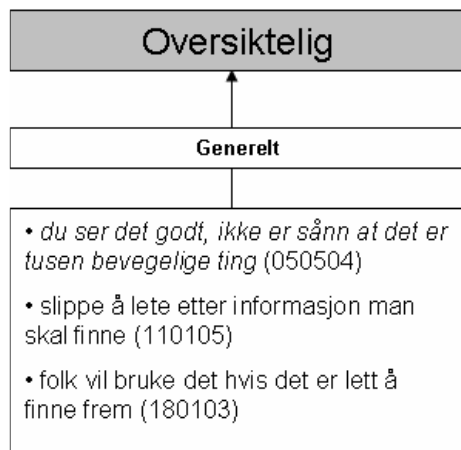 Oversiktelig
Generelt
• du ser det godt, ikke er sånn at det er
tusen bevegelige ting (050504)
• slippe å lete etter informasjon man
skal finne (110105)
• folk vil bruke det hvis det er lett å
finne frem (180103)